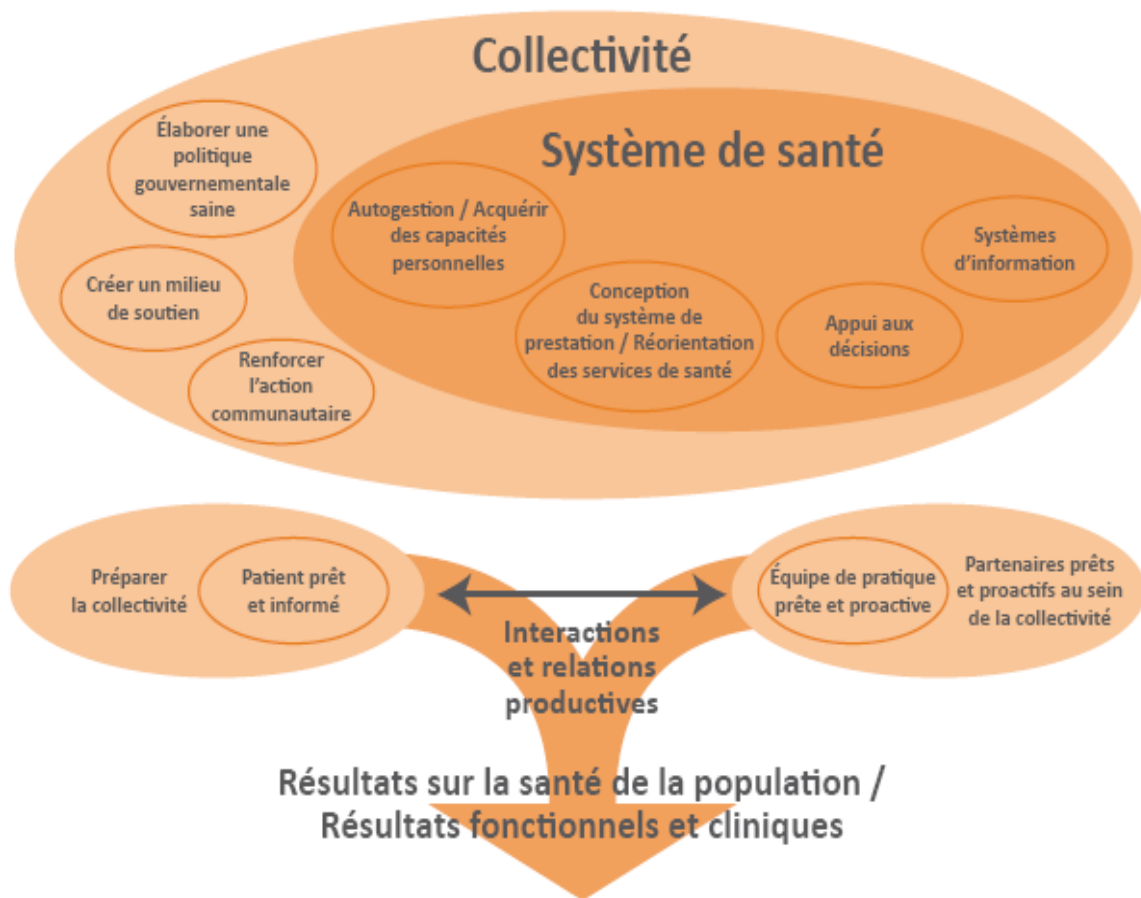 Collectivité
Système de santé
Élaborer une
politique
gouvernementale
saine
Créer un milieu
de soutien
Renforcer
l'action
communautaire
Autogestion / Acquérir
des capacités
personnelles
Conception
du système de
prestation / Réorientation
des services de santé
Appui aux
décisions
Systèmes
d'information
Préparer
la collectivité
Patient prêt
et informé
Interactions
et relations
productives
Équipe de pratique
prête et proactive
Partenaires prêts
et proactifs au sein
de la collectivité
Résultats sur la santé de la population /
Résultats fonctionnels et cliniques